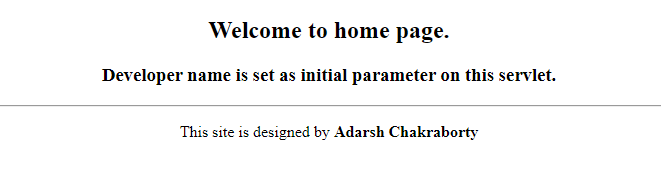 Welcome to home page.
Developer name is set as initial parameter on this servlet.
This site is designed by Adarsh Chakraborty